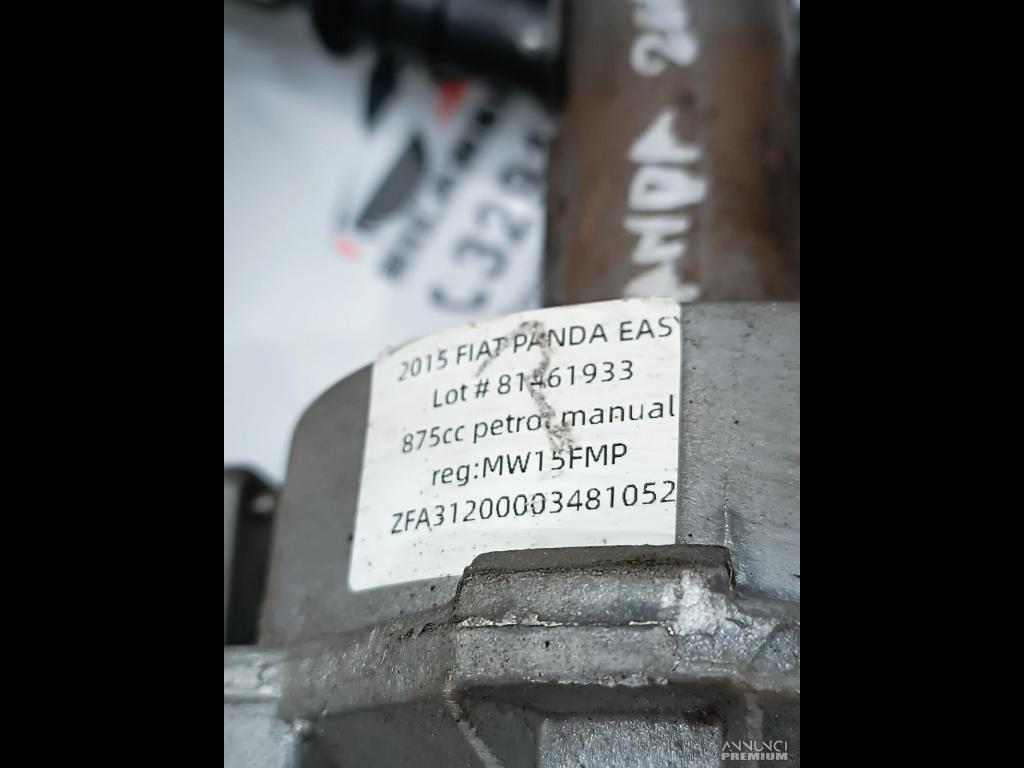 2015 FIAT PANDA EASY
Lot # 81461933
875cc petrol manual
reg:MW15FMP
ZFA31200003481052
ANNUNCI
PREMIUM